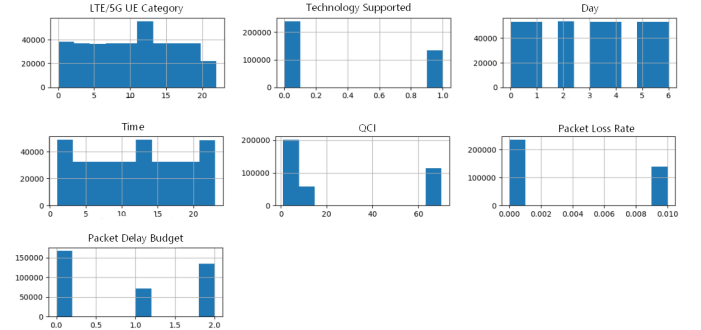 LTE/5G UE Category Technology Supported Day
40000 200000 40000
20000 100000 20000
0 0 0
0 5 10 15 20 0.0 0.2 0.4 0.6 0.8 1.0 0 1 2 3 4 5 6
Time QCI Packet Loss Rate
40000 200000 200000
20000 100000 100000
0 0 0
0 5 10 15 20 0 20 40 60 0.000 0.002 0.004 0.006 0.008 0.010
Packet Delay Budget
150000
100000
50000
0
0.0 0.5 1.0 1.5 2.0